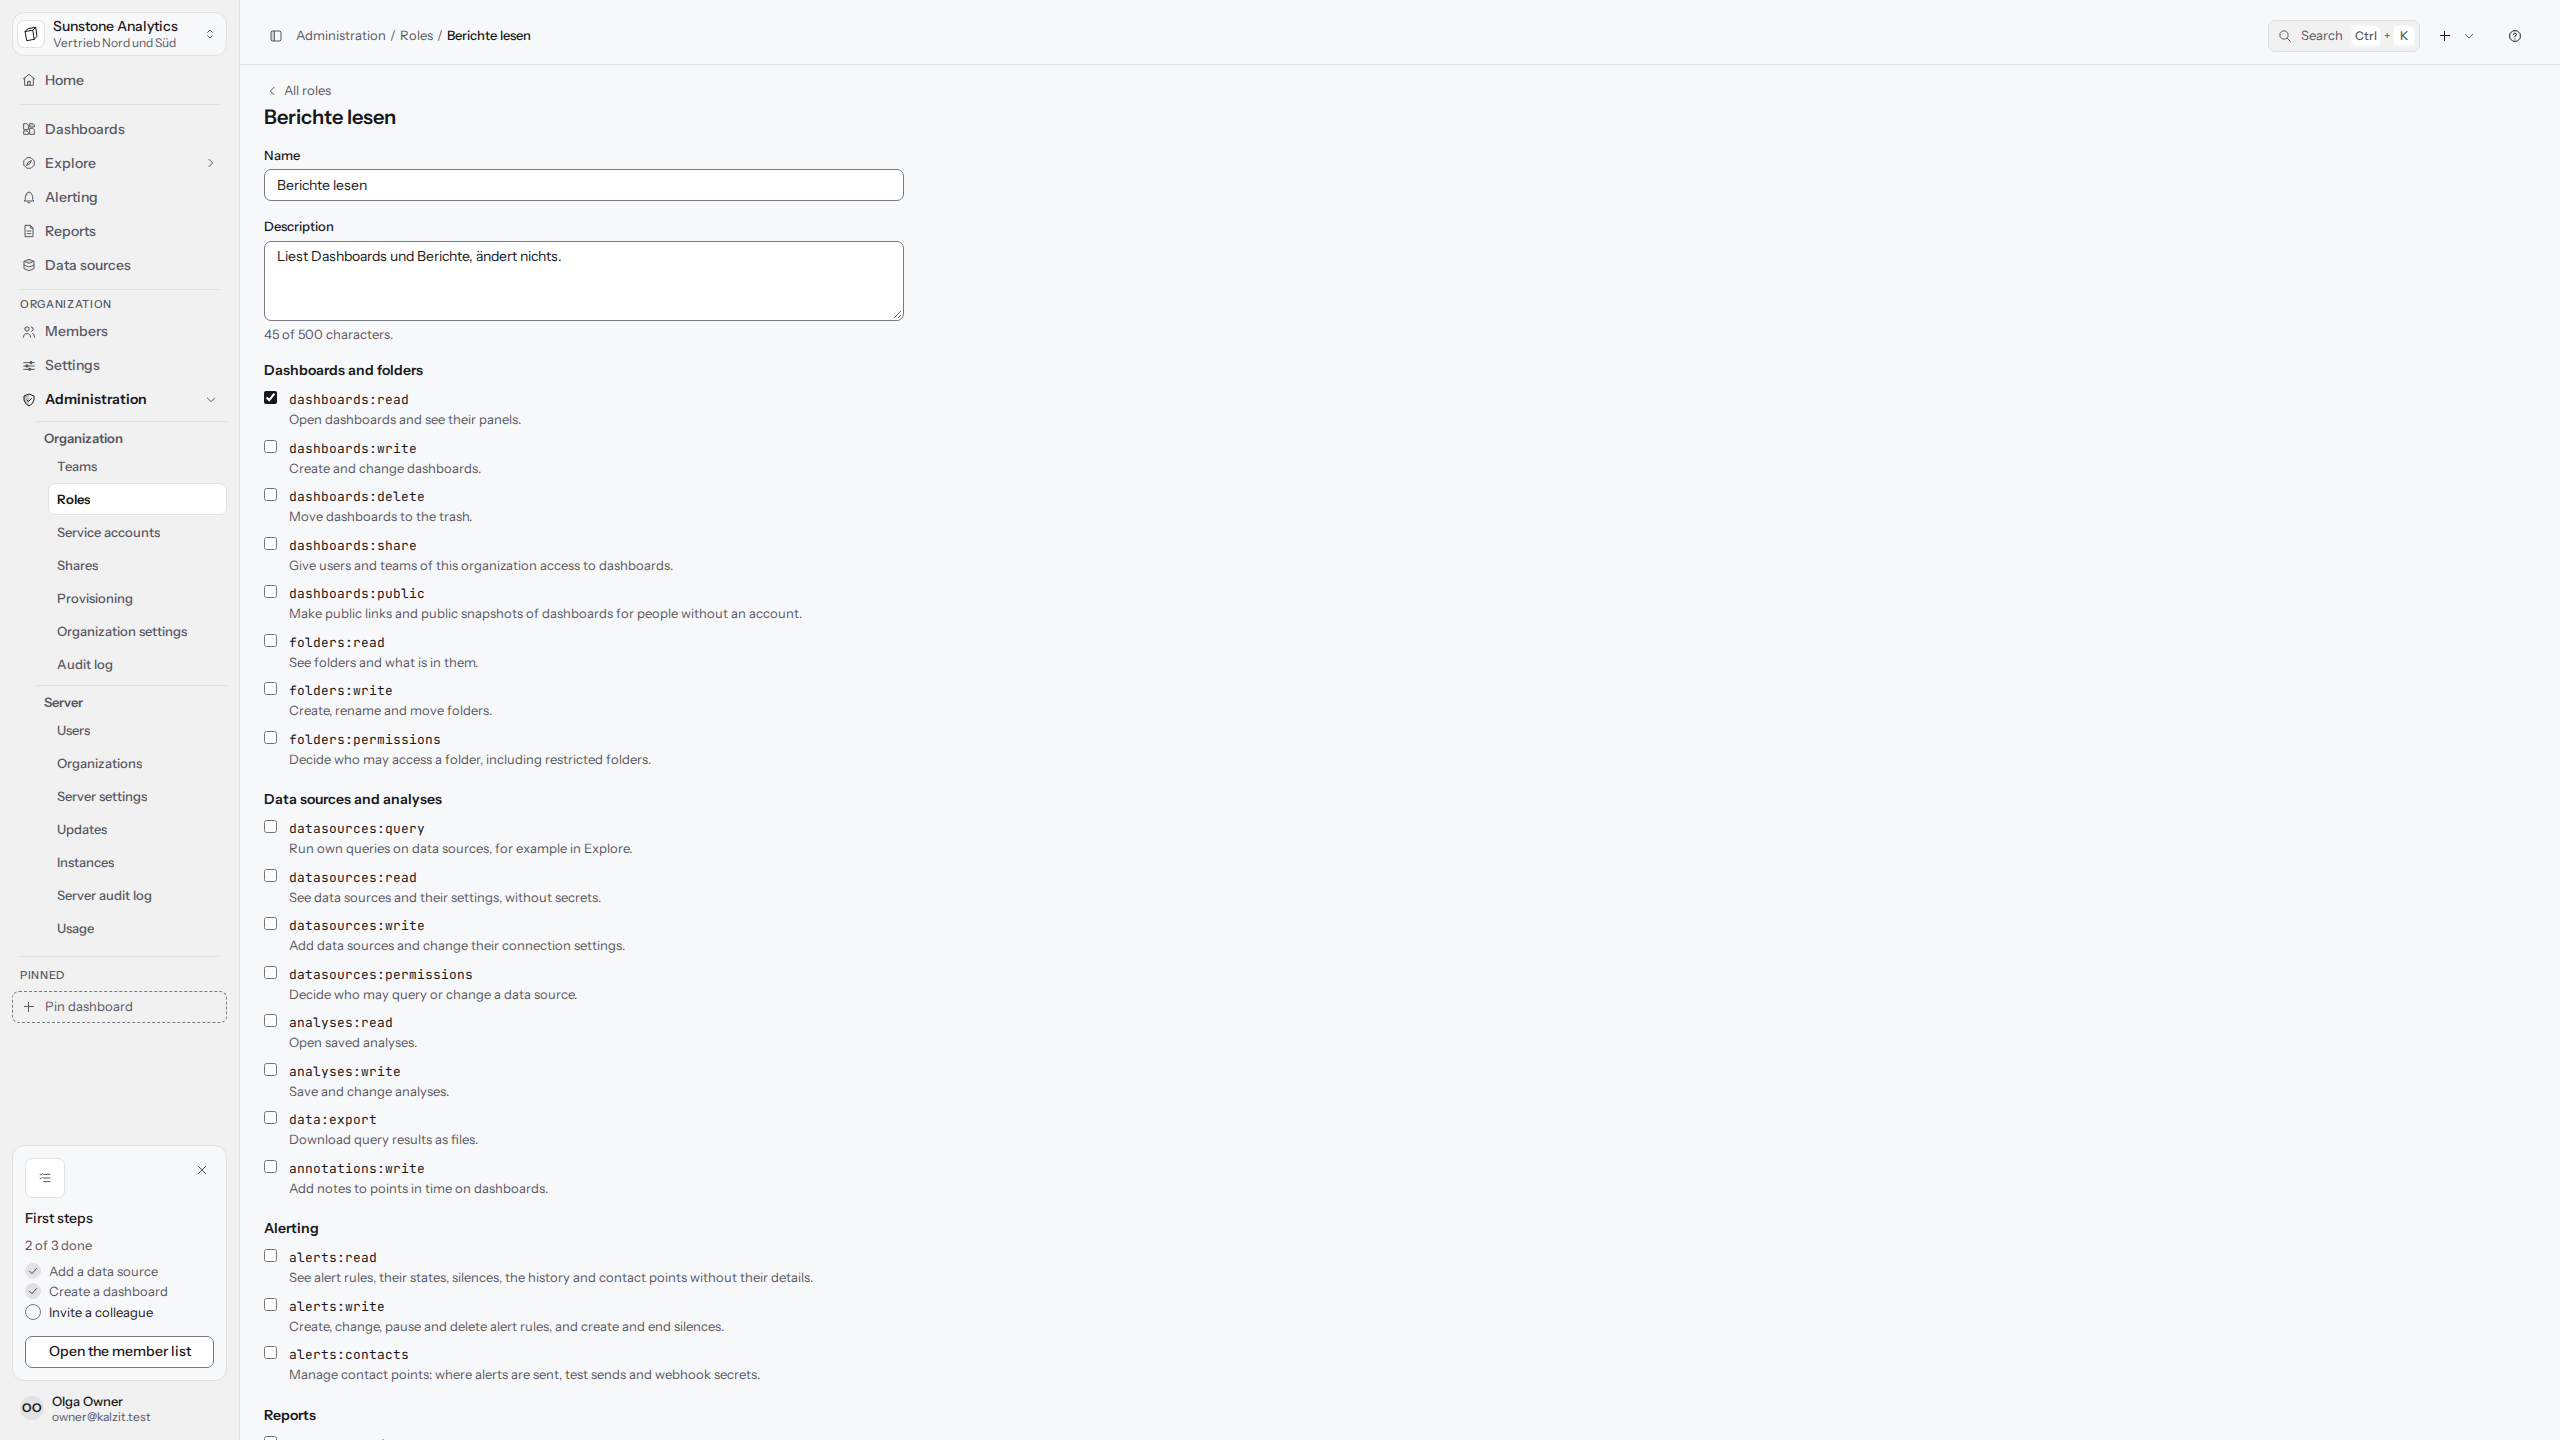 Sunstone Analytics
Vertrieb Nord und Süd
Home
Dashboards
Explore
Alerting
Reports
Data sources
ORGANIZATION
Members
Settings
Administration
Organization
Teams
Roles
Service accounts
Shares
Provisioning
Organization settings
Audit log
Server
Users
Organizations
Server settings
Updates
Instances
Server audit log
Usage
PINNED
Pin dashboard
First steps
2 of 3 done
Add a data source
Create a dashboard
Invite a colleague
Open the member list
OO
Olga Owner
owner@kalzit.test
Administration / Roles / Berichte lesen
Search Ctrl + K
All roles
Berichte lesen
Name
Berichte lesen
Description
Liest Dashboards und Berichte, ändert nichts.
45 of 500 characters.
Dashboards and folders
dashboards:read
Open dashboards and see their panels.
dashboards:write
Create and change dashboards.
dashboards:delete
Move dashboards to the trash.
dashboards:share
Give users and teams of this organization access to dashboards.
dashboards:public
Make public links and public snapshots of dashboards for people without an account.
folders:read
See folders and what is in them.
folders:write
Create, rename and move folders.
folders:permissions
Decide who may access a folder, including restricted folders.
Data sources and analyses
datasources:query
Run own queries on data sources, for example in Explore.
datasources:read
See data sources and their settings, without secrets.
datasources:write
Add data sources and change their connection settings.
datasources:permissions
Decide who may query or change a data source.
analyses:read
Open saved analyses.
analyses:write
Save and change analyses.
data:export
Download query results as files.
annotations:write
Add notes to points in time on dashboards.
Alerting
alerts:read
See alert rules, their states, silences, the history and contact points without their details.
alerts:write
Create, change, pause and delete alert rules, and create and end silences.
alerts:contacts
Manage contact points: where alerts are sent, test sends and webhook secrets.
Reports